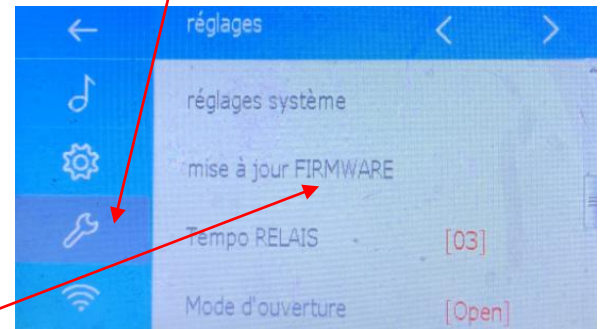 réglages
réglages système
mise à jour FIRMWARE
Tempo RELAIS [03]
Mode d'ouverture [Open]